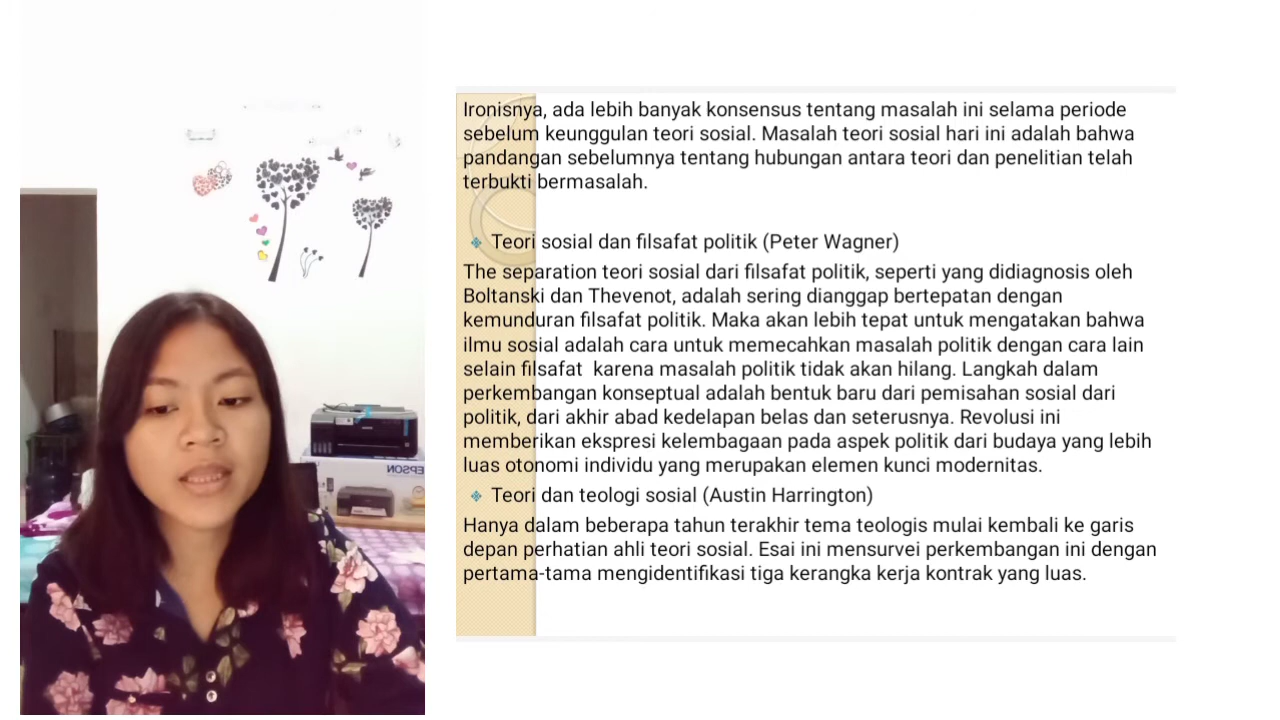 Ironisnya, ada lebih banyak konsensus tentang masalah ini selama periode
sebelum keunggulan teori sosial. Masalah teori sosial hari ini adalah bahwa
pandangan sebelumnya tentang hubungan antara teori dan penelitian telah
terbukti bermasalah.
Teori sosial dan filsafat politik (Peter Wagner)
The separation teori sosial dari filsafat politik, seperti yang didiagnosis oleh
Boltanski dan Thevenot, adalah sering dianggap bertepatan dengan
kemunduran filsafat politik. Maka akan lebih tepat untuk mengatakan bahwa
ilmu sosial adalah cara untuk memecahkan masalah politik dengan cara lain
selain filsafat  karena masalah politik tidak akan hilang. Langkah dalam
perkembangan konseptual adalah bentuk baru dari pemisahan sosial dari
politik, dari akhir abad kedelapan belas dan seterusnya. Revolusi ini
memberikan ekspresi kelembagaan pada aspek politik dari budaya yang lebih
luas otonomi individu yang merupakan elemen kunci modernitas.
Teori dan teologi sosial (Austin Harrington)
Hanya dalam beberapa tahun terakhir tema teologis mulai kembali ke garis
depan perhatian ahli teori sosial. Esai ini mensurvei perkembangan ini dengan
pertama-tama mengidentifikasi tiga kerangka kerja kontrak yang luas.
EPSON